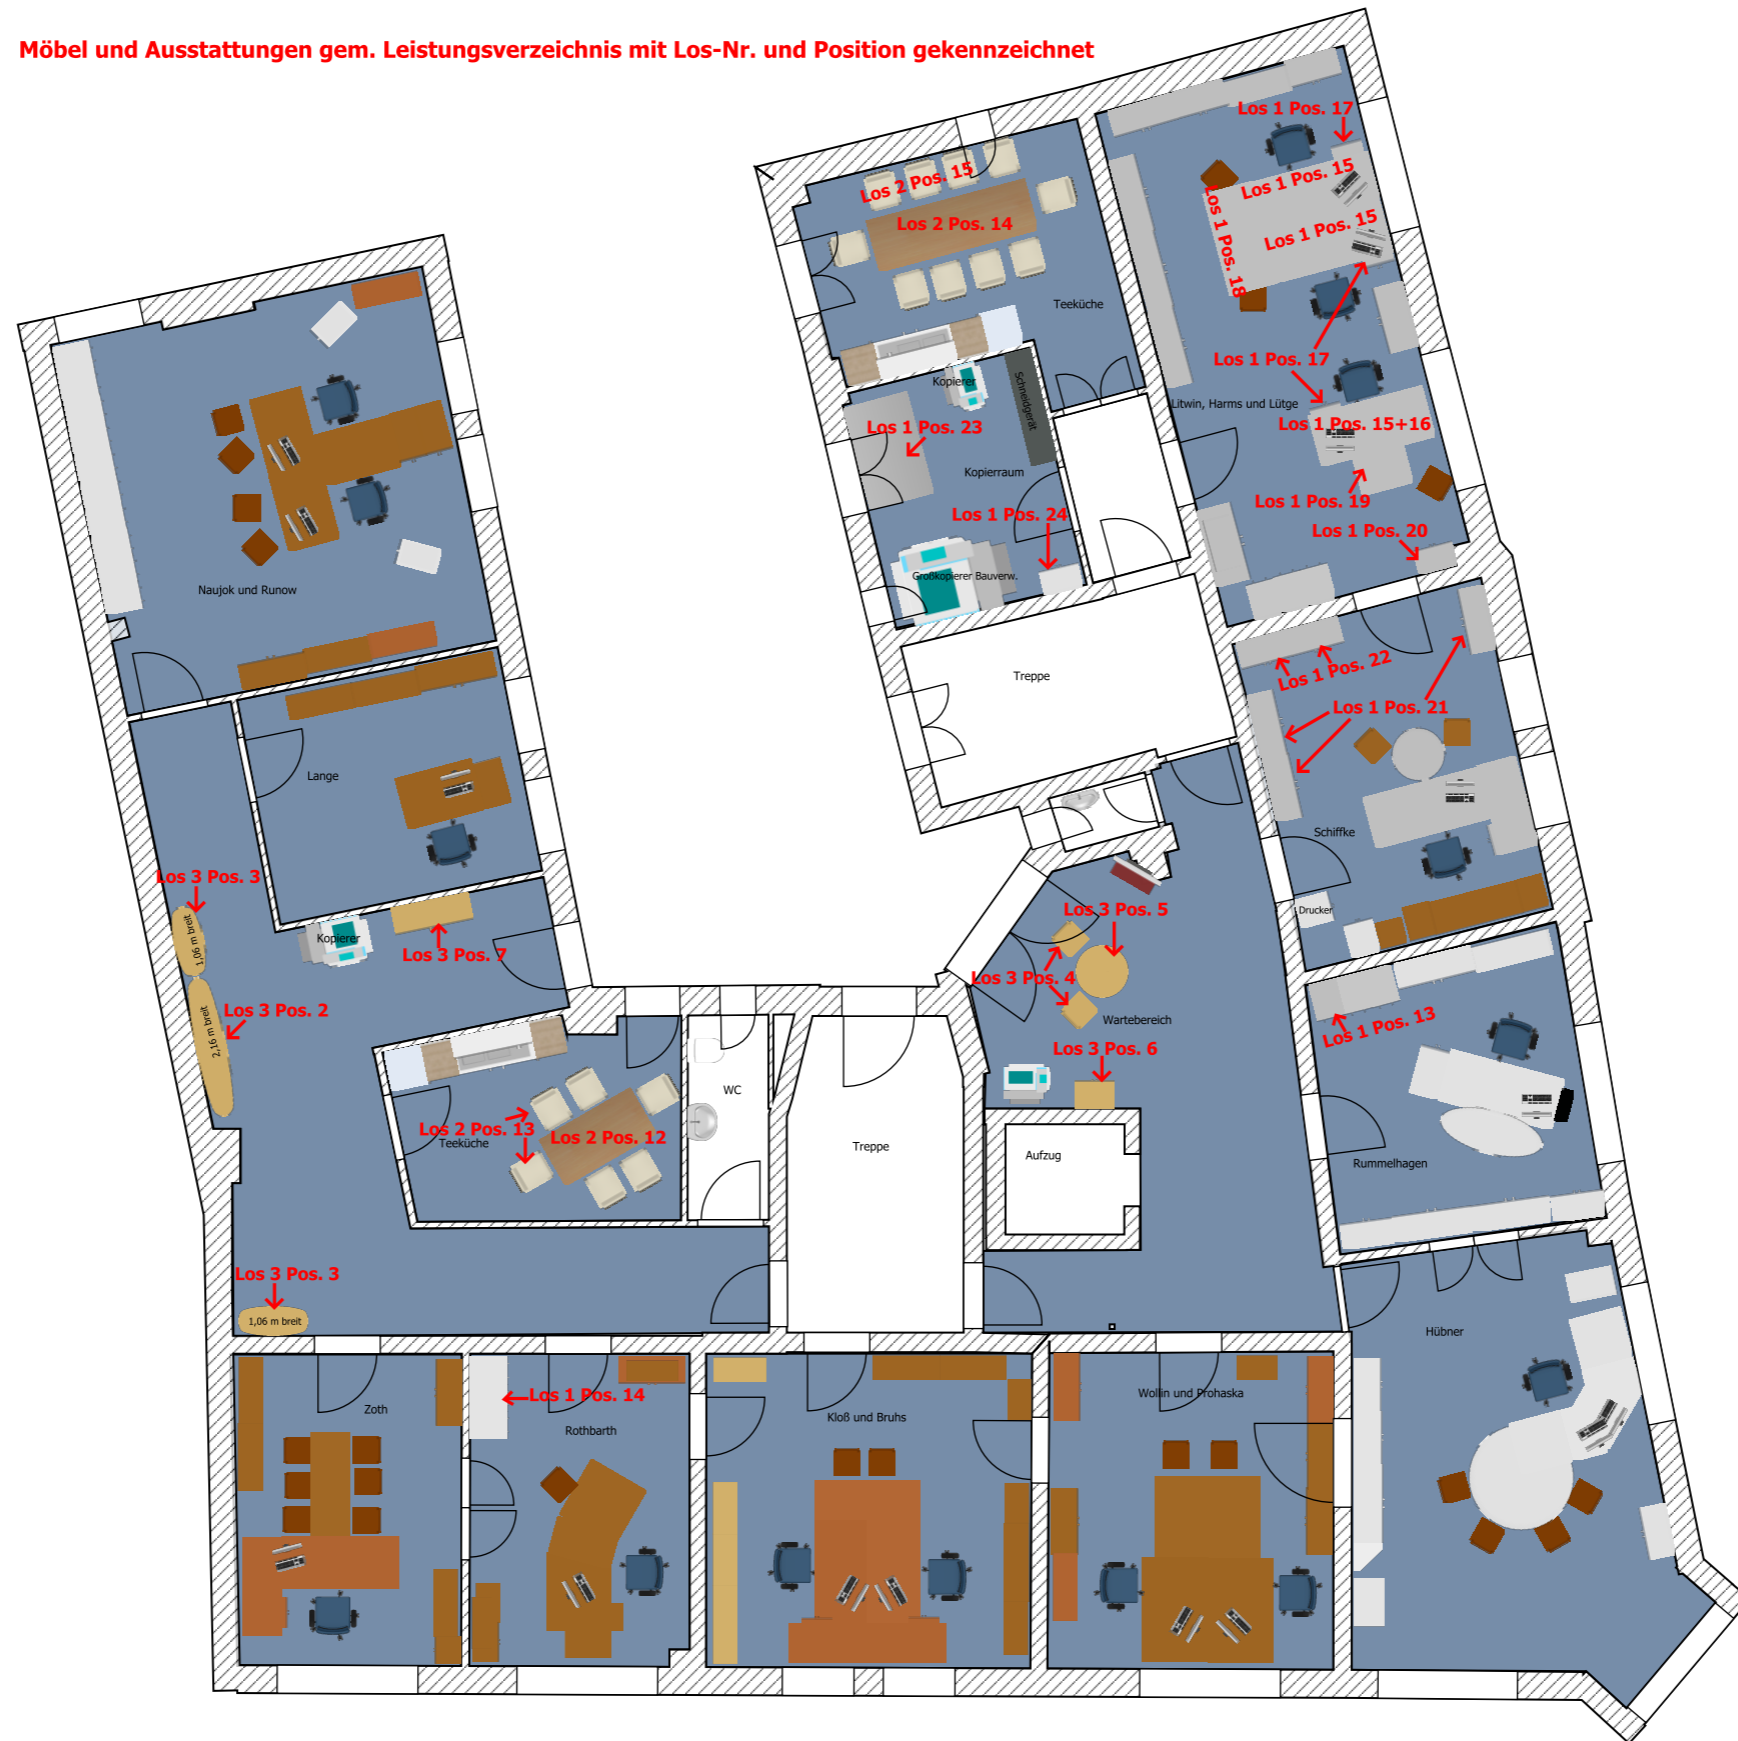 Möbel und Ausstattungen gem. Leistungsverzeichnis mit Los-Nr. und Position gekennzeichnet
Los 1 Pos. 17
Los 2 Pos. 15
Los 1 Pos. 15
Los 2 Pos. 14
Los 1 Pos. 15
Los 1 Pos. 18
Teeküche
Los 1 Pos. 17
Kopierer
Schneidgerät
Litwin, Harms und Lütge
Los 1 Pos. 23
Los 1 Pos. 15+16
Kopierraum
Los 1 Pos. 19
Los 1 Pos. 24
Los 1 Pos. 20
Großkopierer Bauverw.
Naujok und Runow
Los 1 Pos. 22
Treppe
Los 1 Pos. 21
Lange
Schiffke
Los 3 Pos. 3
1,06 m breit
Drucker
Los 3 Pos. 5
Kopierer
Los 3 Pos. 7
Los 3 Pos. 4
Los 3 Pos. 2
2,16 m breit
Wartebereich
Los 1 Pos. 13
Los 3 Pos. 6
WC
Los 2 Pos. 13
Los 2 Pos. 12
Teeküche
Treppe
Aufzug
Rummelhagen
Los 3 Pos. 3
1,06 m breit
Hübner
Los 1 Pos. 14
Wollin und Prohaska
Zoth
Kloß und Bruhs
Rothbarth